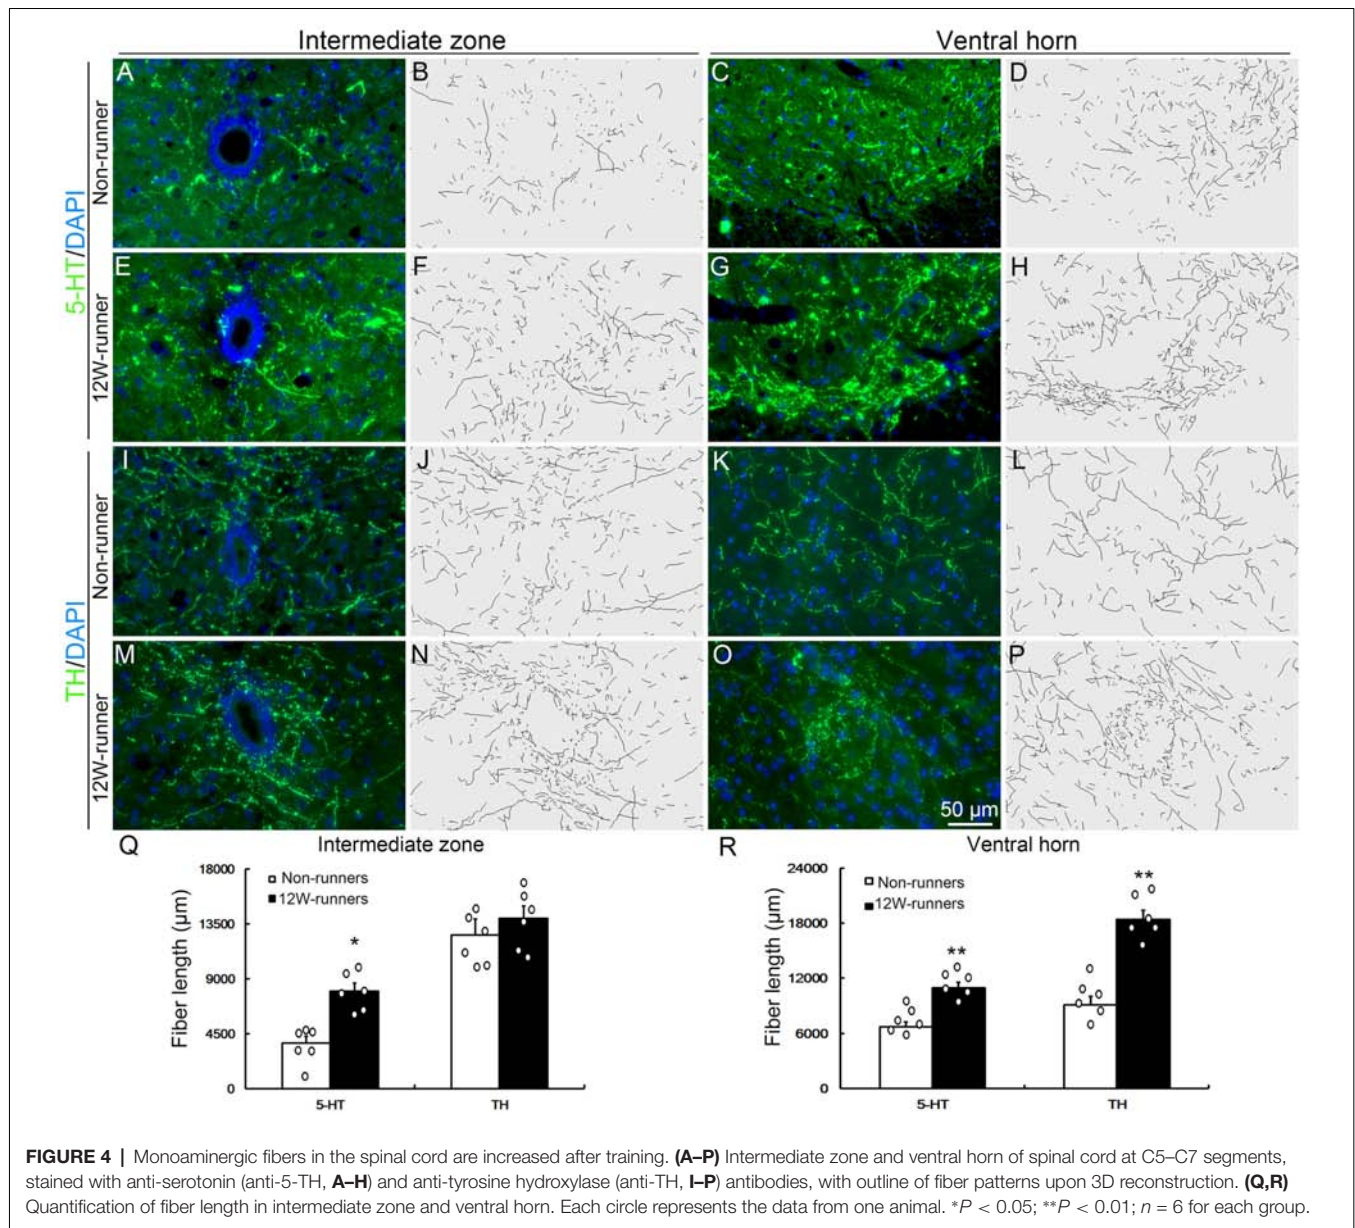 Intermediate zone Ventral horn
A B C D
Non-runner
E F G H
12W-runner
5-HT/DAPI
I J K L
Non-runner
M N O P
12W-runner
TH/DAPI
50 µm
Q Intermediate zone
Fiber length (µm)
18000
13500
9000
4500
0
Non-runners
12W-runners
*
5-HT TH
R Ventral horn
Fiber length (µm)
24000
18000
12000
6000
0
Non-runners
12W-runners
**
**
5-HT TH
FIGURE 4 | Monoaminergic fibers in the spinal cord are increased after training. (A–P) Intermediate zone and ventral horn of spinal cord at C5–C7 segments,
stained with anti-serotonin (anti-5-TH, A–H) and anti-tyrosine hydroxylase (anti-TH, I–P) antibodies, with outline of fiber patterns upon 3D reconstruction. (Q,R)
Quantification of fiber length in intermediate zone and ventral horn. Each circle represents the data from one animal. *P < 0.05; **P < 0.01; n = 6 for each group.